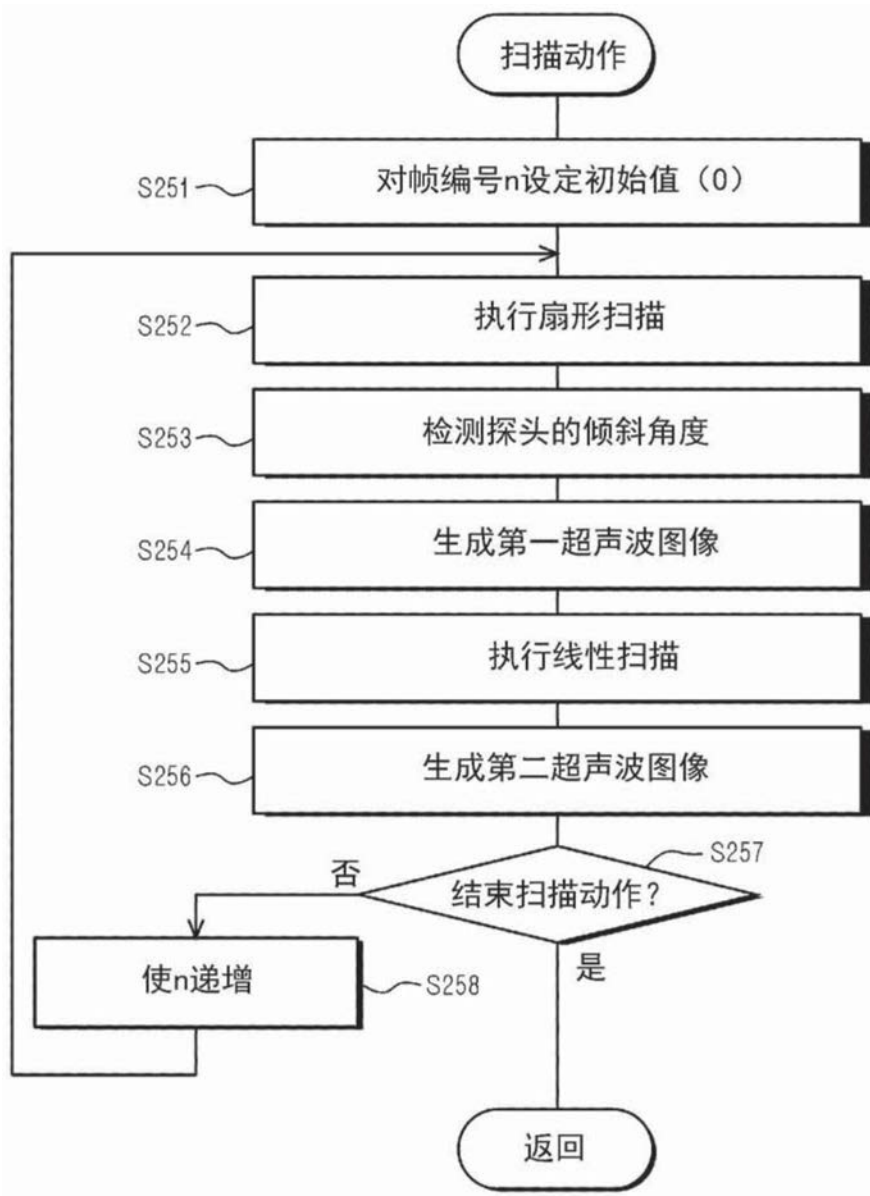 扫描动作
S251
对帧编号n设定初始值（0）
S252
执行扇形扫描
S253
检测探头的倾斜角度
S254
生成第一超声波图像
S255
执行线性扫描
S256
生成第二超声波图像
S257
结束扫描动作？
否
是
使n递增
S258
返回